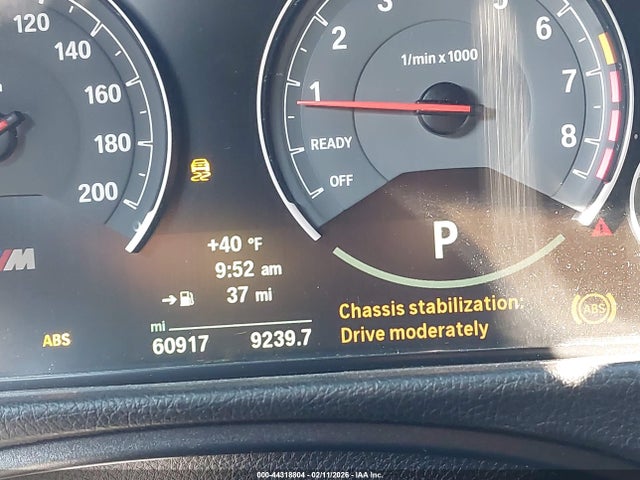 120
140
160
180
200
1
2
3
5
6
7
8
1/min x 1000
READY
OFF
P
M
+40 °F
9:52 am
37 mi
mi
60917 9239.7
ABS
Chassis stabilization:
Drive moderately
ABS
000-44318804 - 02/11/2026 - IAA Inc.